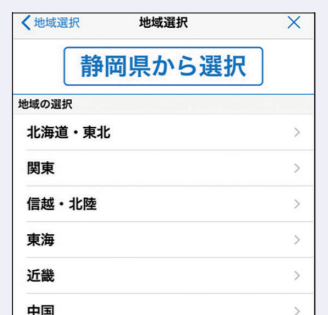 地域選択 地域選択
静岡県から選択
地域の選択
北海道・東北
関東
信越・北陸
東海
近畿
中国